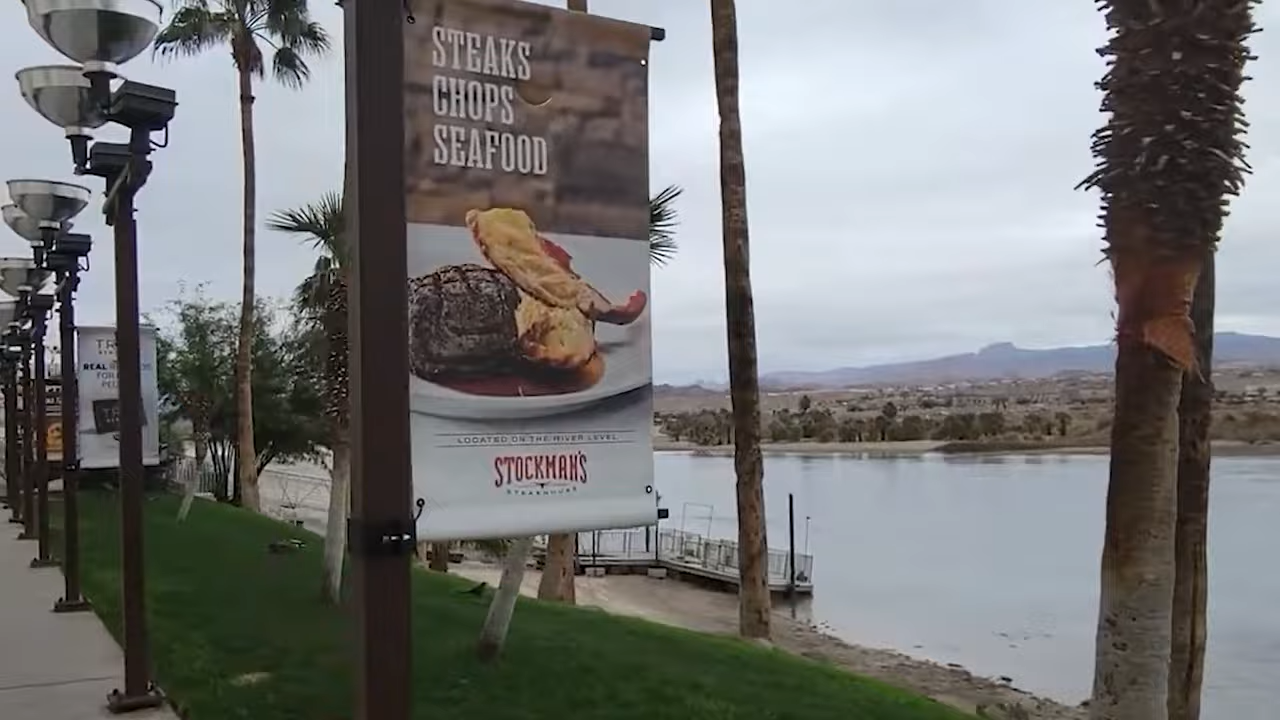 STEAKS
CHOPS
SEAFOOD
LOCATED ON THE RIVER LEVEL
STOCKMAN'S
STEAKHOUSE
REAL